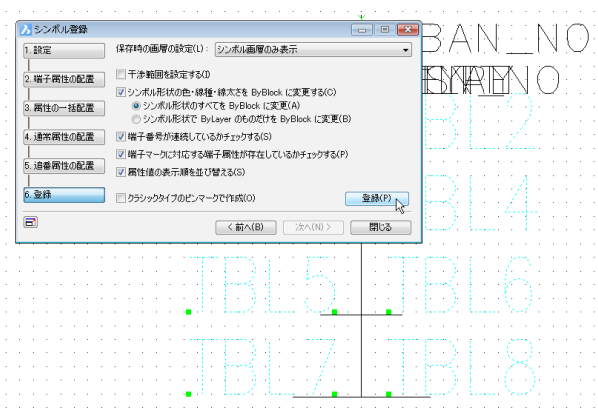 シンボル登録
1. 設定
2. 端子属性の配置
3. 属性の一括配置
4. 通常属性の配置
5. 追番属性の配置
6. 登録
保存時の画層の設定(L): シンボル画層のみ表示
干渉範囲を設定する(I)
シンボル形状の色・線種・線太さを ByBlock に変更する(C)
シンボル形状のすべてを ByBlock に変更(A)
シンボル形状で ByLayer のものだけを ByBlock に変更(B)
端子番号が連続しているかチェックする(S)
端子マークに対応する端子属性が存在しているかチェックする(P)
属性値の表示順を並び替える(S)
クラシックタイプのピンマークで作成(O)
登録(P)
< 前へ(B)
次へ(N) >
閉じる
BAN_NO
NO
BL2
BL4
TBL5
TBL6
TBL7
TBL8